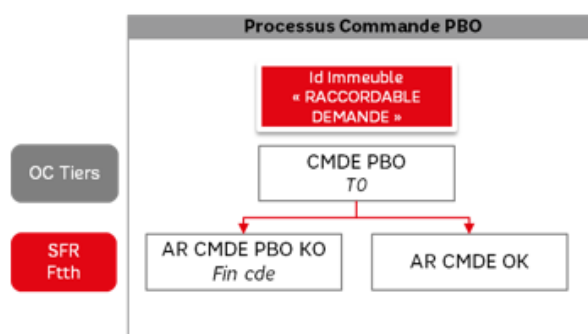 Processus Commande PBO
Id Immeuble
« RACCORDABLE
DEMANDE »
OC Tiers
CMDE PBO
T0
SFR
Ftth
AR CMDE PBO KO
Fin cde
AR CMDE OK